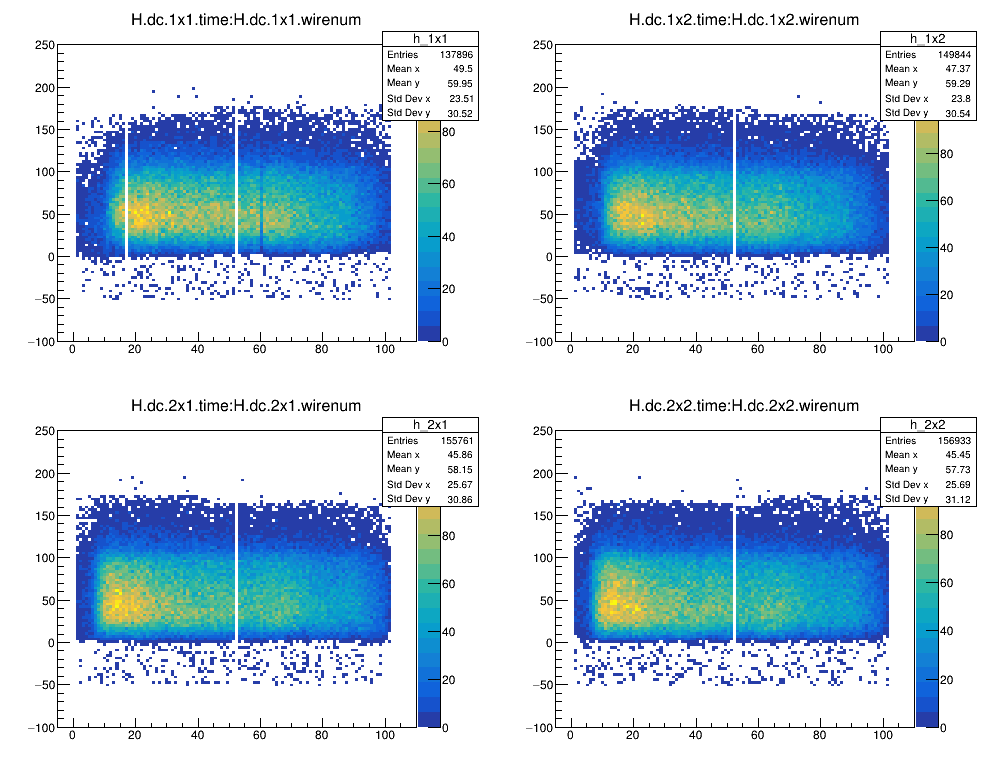 H.dc.1x1.time:H.dc.1x1.wirenum
h_1x1
Entries 137896
Mean x 49.5
Mean y 59.95
Std Dev x 23.51
Std Dev y 30.52
250
200
150
100
50
0
−50
−100
0 20 40 60 80 100
80
60
40
20
0
H.dc.1x2.time:H.dc.1x2.wirenum
h_1x2
Entries 149844
Mean x 47.37
Mean y 59.29
Std Dev x 23.8
Std Dev y 30.54
250
200
150
100
50
0
−50
−100
0 20 40 60 80 100
80
60
40
20
0
H.dc.2x1.time:H.dc.2x1.wirenum
h_2x1
Entries 155761
Mean x 45.86
Mean y 58.15
Std Dev x 25.67
Std Dev y 30.86
250
200
150
100
50
0
−50
−100
0 20 40 60 80 100
80
60
40
20
0
H.dc.2x2.time:H.dc.2x2.wirenum
h_2x2
Entries 156933
Mean x 45.45
Mean y 57.73
Std Dev x 25.69
Std Dev y 31.12
250
200
150
100
50
0
−50
−100
0 20 40 60 80 100
80
60
40
20
0